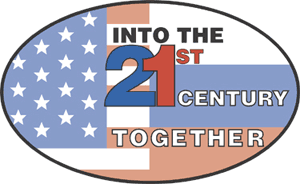 INTO THE
21ST
CENTURY
TOGETHER